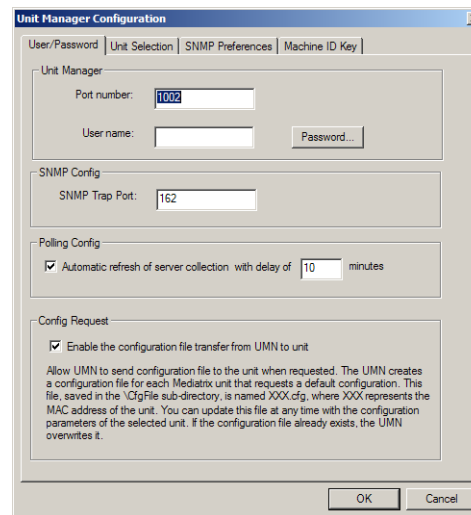 Unit Manager Configuration
User/Password Unit Selection SNMP Preferences Machine ID Key
Unit Manager
Port number: 1002
User name: Password...
SNMP Config
SNMP Trap Port: 162
Polling Config
Automatic refresh of server collection with delay of 10 minutes
Config Request
Enable the configuration file transfer from UMN to unit
Allow UMN to send configuration file to the unit when requested. The UMN creates
a configuration file for each Mediatrix unit that requests a default configuration. This
file, saved in the \CfgFile sub-directory, is named XXX.cfg, where XXX represents the
MAC address of the unit. You can update this file at any time with the configuration
parameters of the selected unit. If the configuration file already exists, the UMN
overwrites it.
OK Cancel